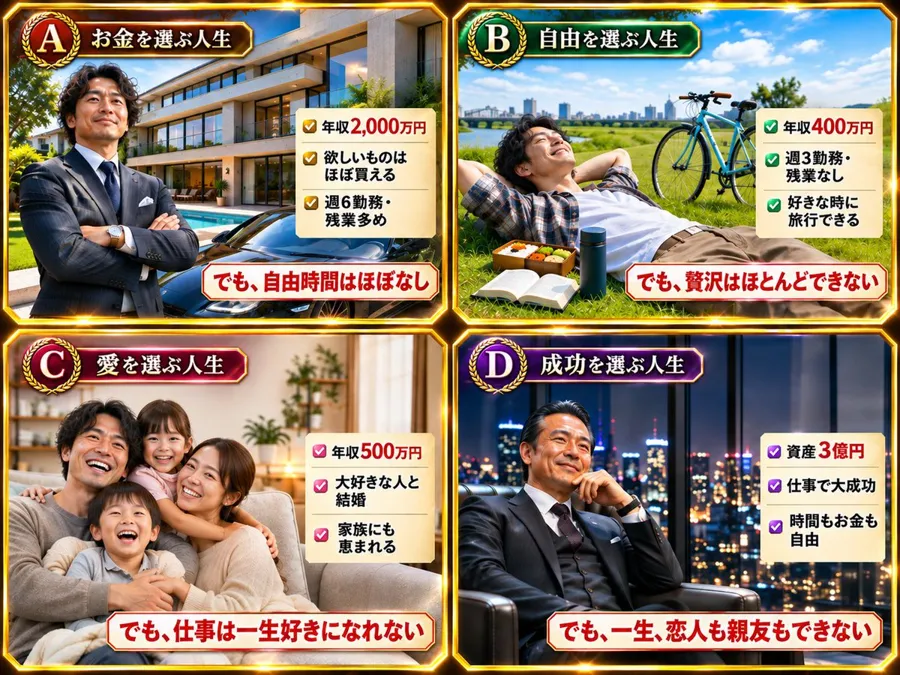 A お金を選ぶ人生
年収2,000万円
欲しいものは
ほぼ買える
週6勤務・
残業多め
でも、自由時間はほぼなし
B 自由を選ぶ人生
年収400万円
週3勤務・
残業なし
好きな時に
旅行できる
でも、贅沢はほとんどできない
C 愛を選ぶ人生
年収500万円
大好きな人と
結婚
家族にも
恵まれる
でも、仕事は一生好きになれない
D 成功を選ぶ人生
資産3億円
仕事で大成功
時間もお金も
自由
でも、一生、恋人も親友もできない